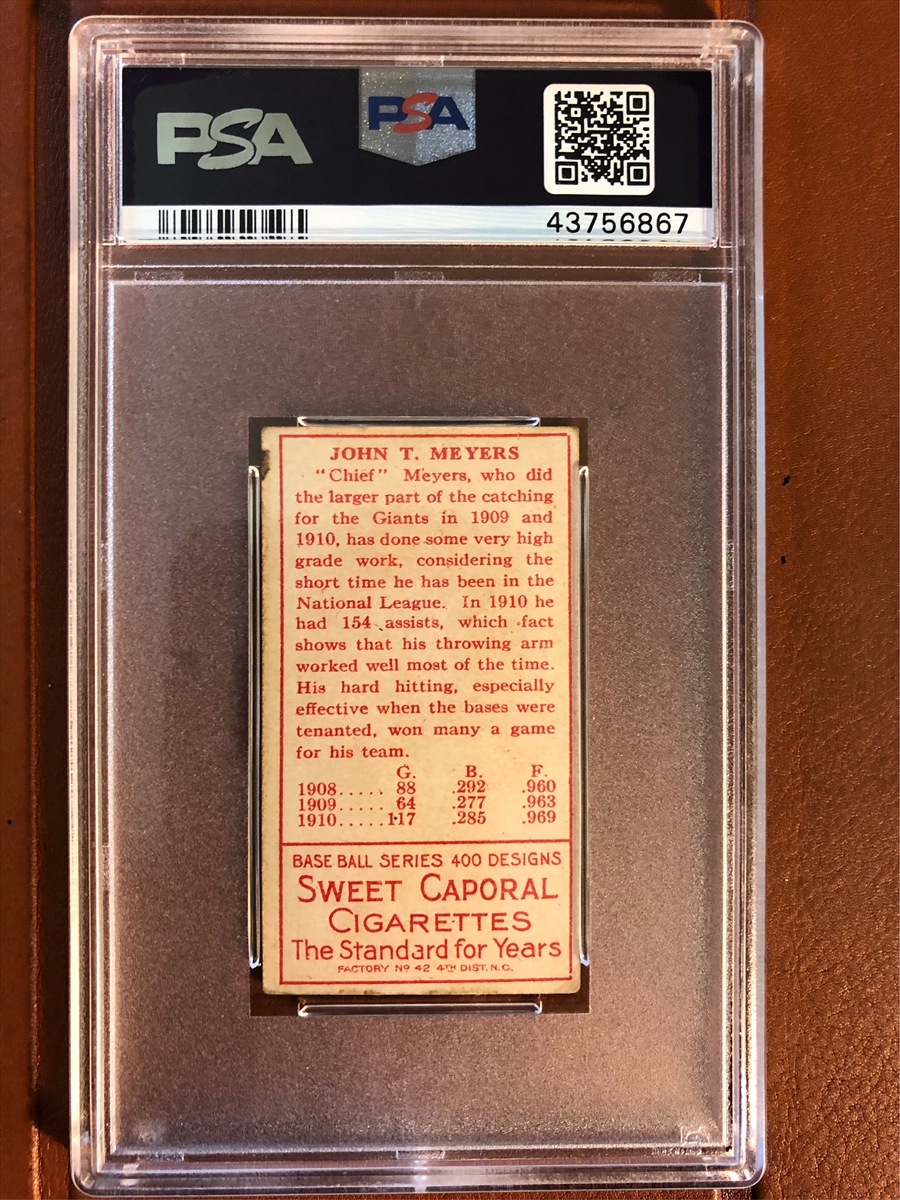 PSA PSA
43756867
JOHN T. MEYERS
"Chief" Meyers, who did
the larger part of the catching
for the Giants in 1909 and
1910, has done some very high
grade work, considering the
short time he has been in the
National League. In 1910 he
had 154 assists, which fact
shows that his throwing arm
worked well most of the time.
His hard hitting, especially
effective when the bases were
tenanted, won many a game
for his team.
G. B. F.
1908..... 88 .292 .960
1909..... 64 .277 .963
1910.....117 .285 .969
BASE BALL SERIES 400 DESIGNS
SWEET CAPORAL
CIGARETTES
The Standard for Years
FACTORY Nº 42 4TH DIST. N.C.